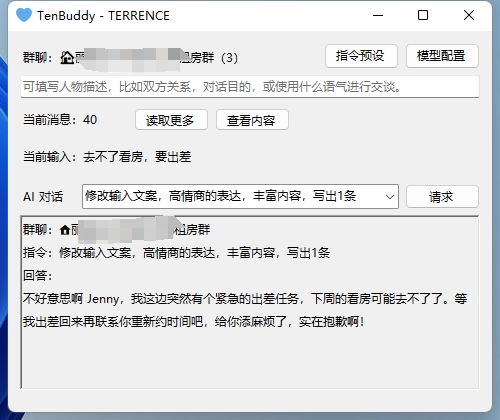 TenBuddy - TERRENCE
群聊：租房群（3） 指令预设 模型配置
可填写人物描述，比如双方关系，对话目的，或使用什么语气进行交谈。
当前消息：40 读取更多 查看内容
当前输入：去不了看房，要出差
AI 对话 修改输入文案，高情商的表达，丰富内容，写出1条 请求
群聊：租房群
指令：修改输入文案，高情商的表达，丰富内容，写出1条
回答：
不好意思啊 Jenny，我这边突然有个紧急的出差任务，下周的看房可能去不了了。等
我出差回来再联系你重新约时间吧，给你添麻烦了，实在抱歉啊！